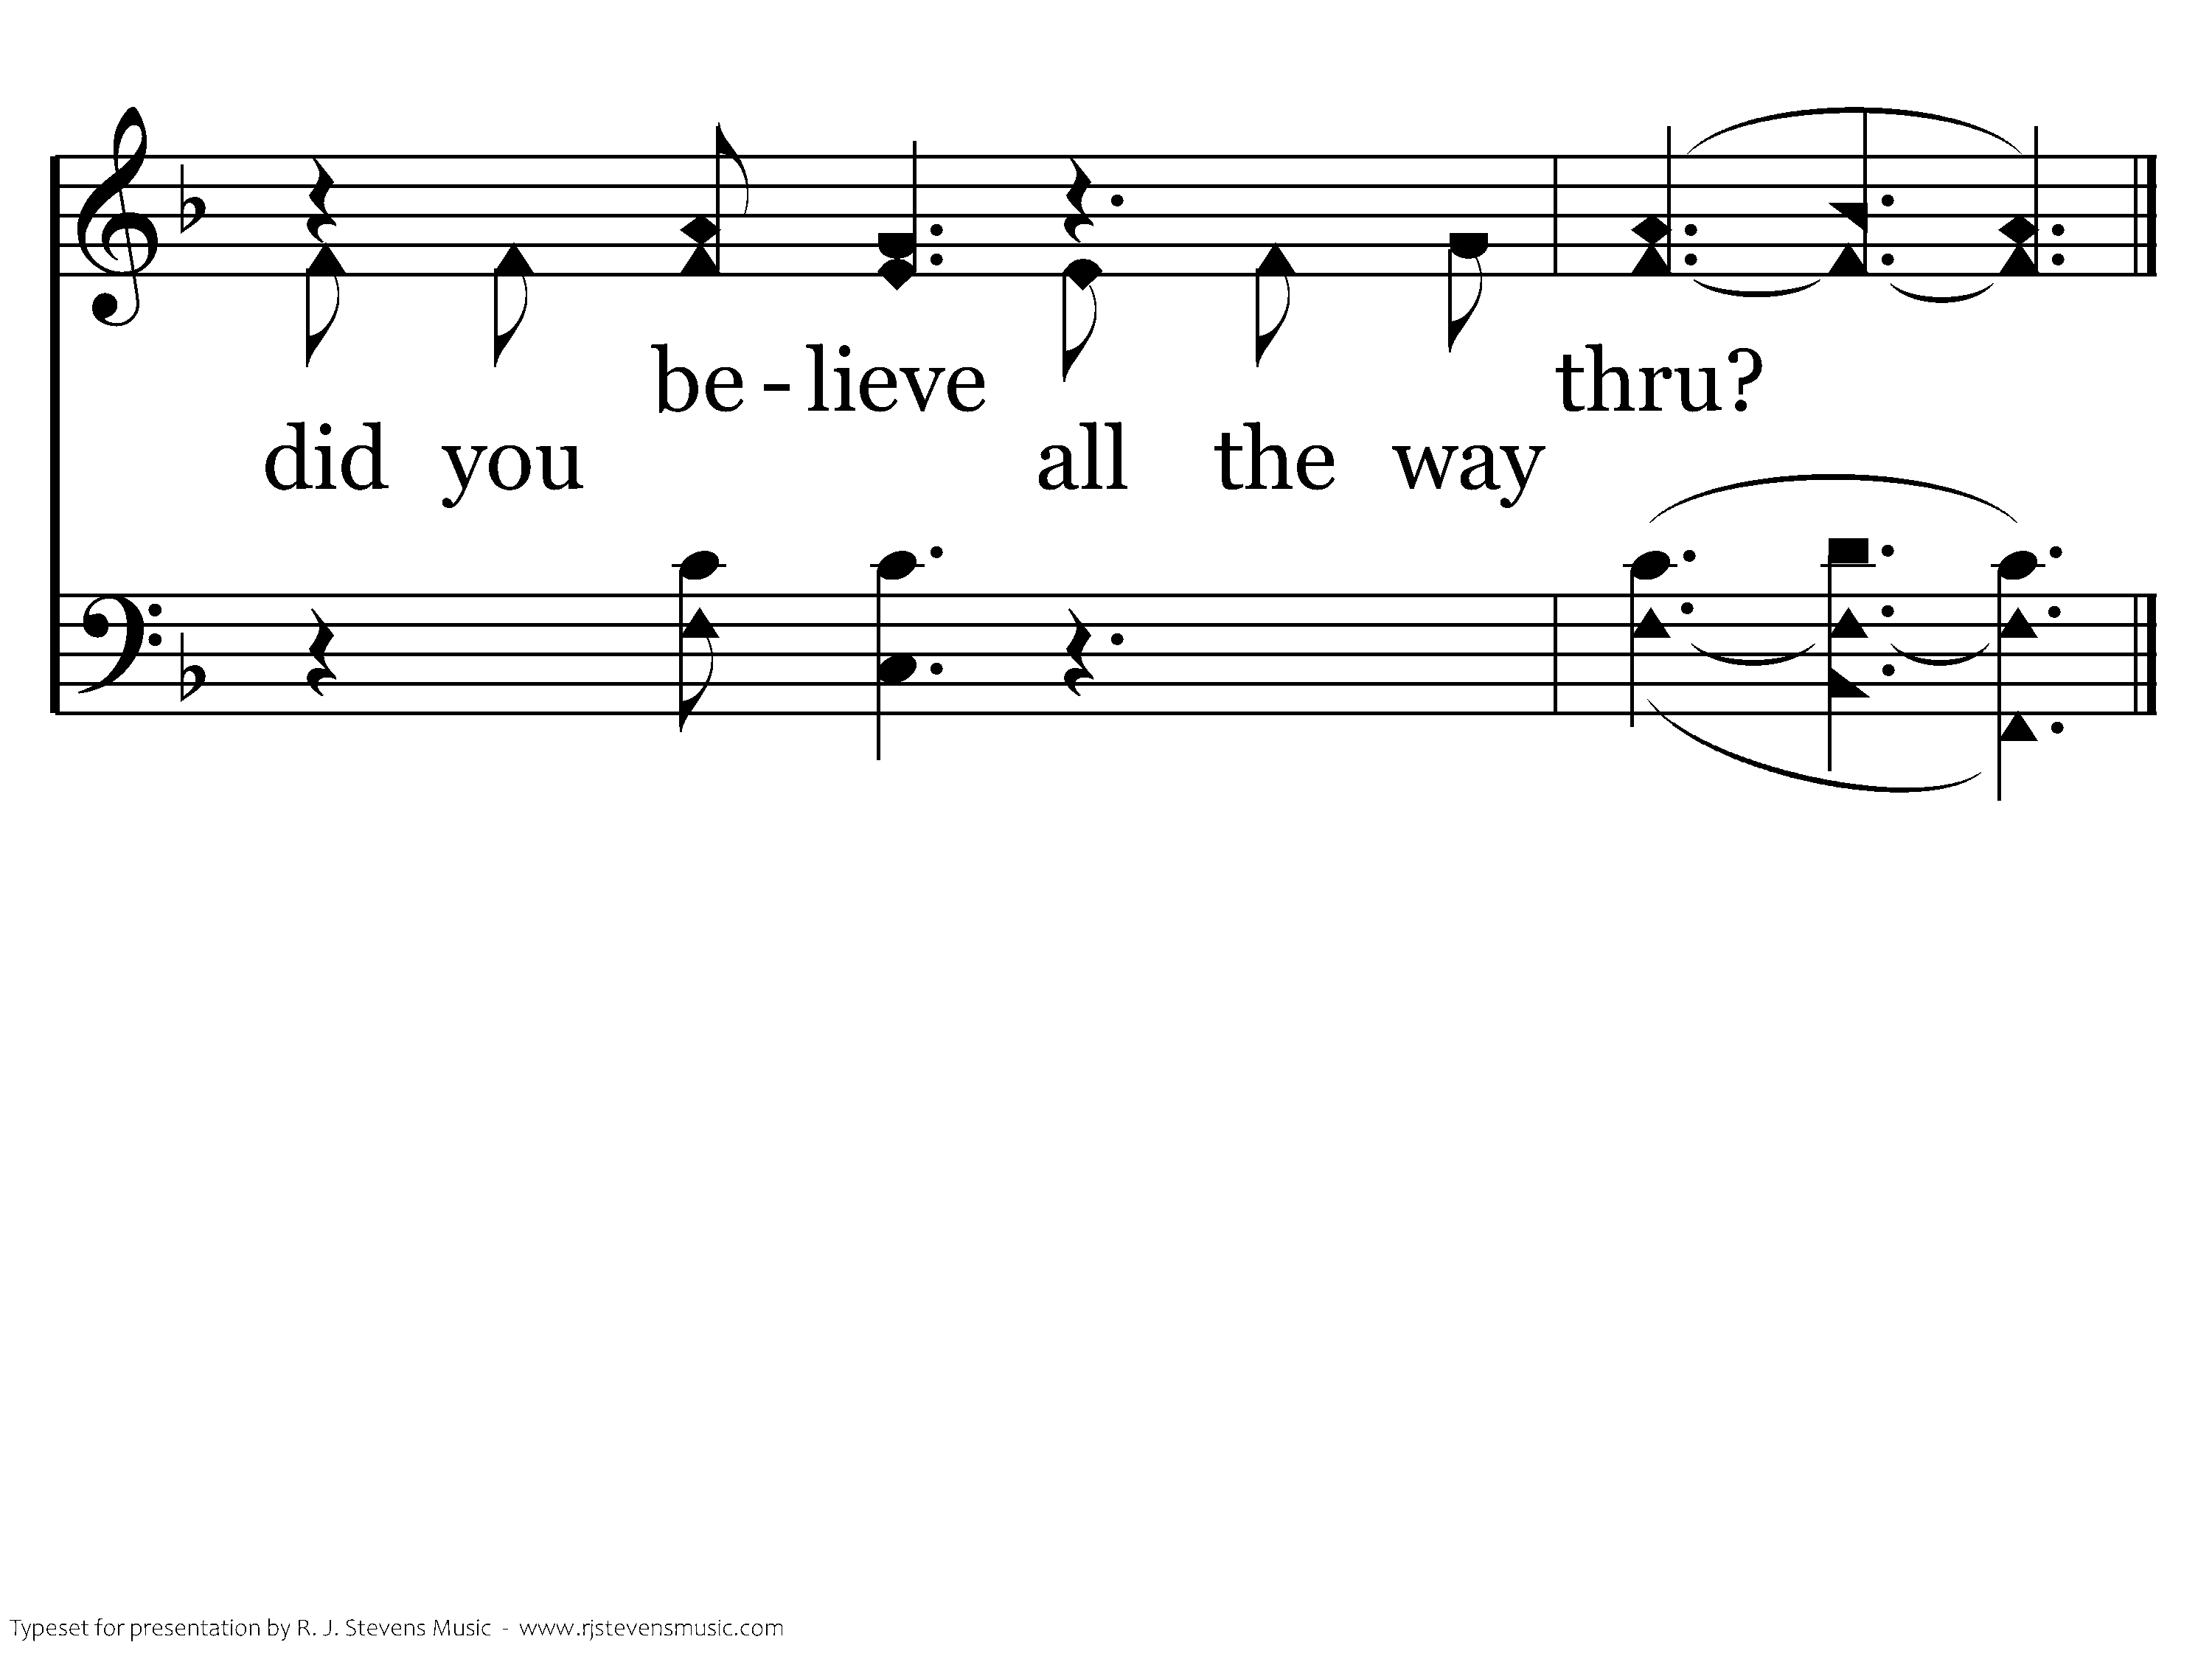 be - lieve thru?
did you all the way
Typeset for presentation by R. J. Stevens Music - www.rjstevensmusic.com